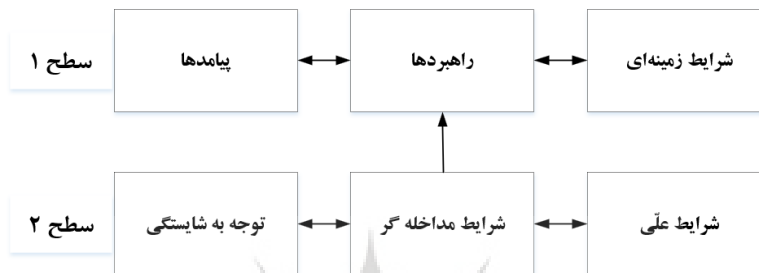 شرایط زمینه‌ای
راهبردها
پیامدها
سطح ۱
شرایط علّی
شرایط مداخله گر
توجه به شایستگی
سطح ۲